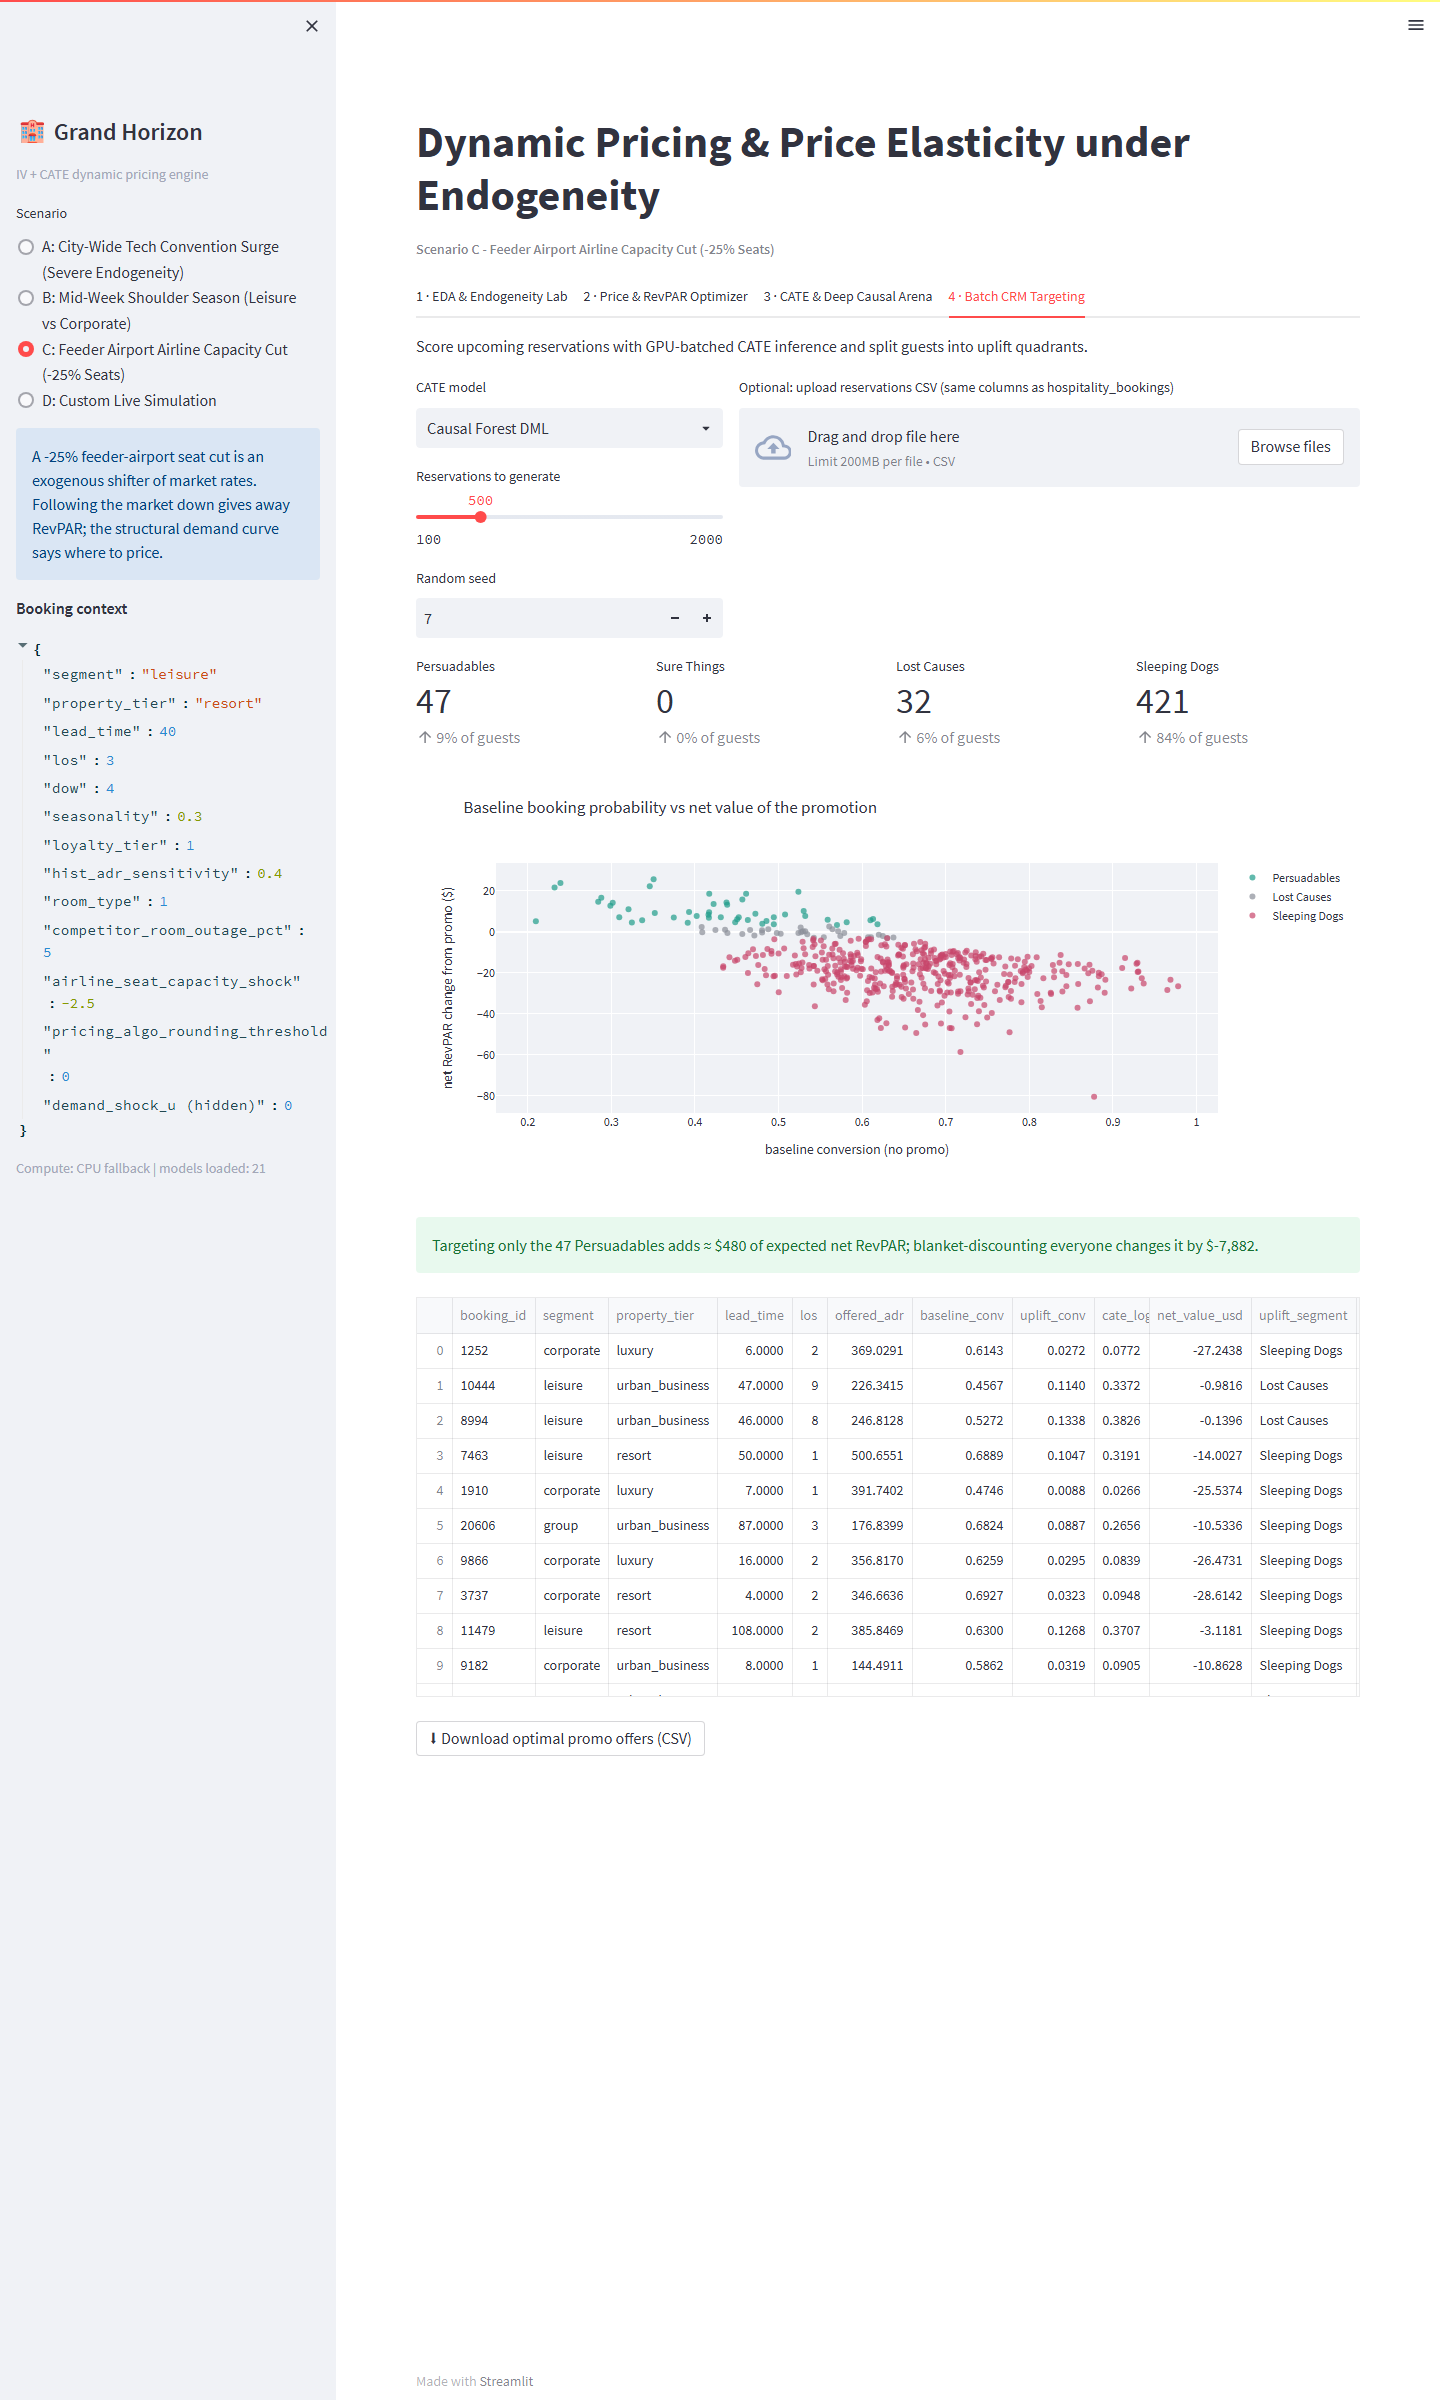 Grand Horizon
IV + CATE dynamic pricing engine
Scenario
A: City-Wide Tech Convention Surge
(Severe Endogeneity)
B: Mid-Week Shoulder Season (Leisure
vs Corporate)
C: Feeder Airport Airline Capacity Cut
(-25% Seats)
D: Custom Live Simulation
A -25% feeder-airport seat cut is an
exogenous shifter of market rates.
Following the market down gives away
RevPAR; the structural demand curve
says where to price.
Booking context
{
"segment" : "leisure"
"property_tier" : "resort"
"lead_time" : 40
"los" : 3
"dow" : 4
"seasonality" : 0.3
"loyalty_tier" : 1
"hist_adr_sensitivity" : 0.4
"room_type" : 1
"competitor_room_outage_pct" :
5
"airline_seat_capacity_shock"
: -2.5
"pricing_algo_rounding_threshold
"
: 0
"demand_shock_u (hidden)" : 0
}
Compute: CPU fallback | models loaded: 21
Dynamic Pricing & Price Elasticity under
Endogeneity
Scenario C - Feeder Airport Airline Capacity Cut (-25% Seats)
1 · EDA & Endogeneity Lab 2 · Price & RevPAR Optimizer 3 · CATE & Deep Causal Arena 4 · Batch CRM Targeting
Score upcoming reservations with GPU-batched CATE inference and split guests into uplift quadrants.
CATE model
Causal Forest DML
Reservations to generate
500
100 2000
Random seed
7
Optional: upload reservations CSV (same columns as hospitality_bookings)
Drag and drop file here
Limit 200MB per file • CSV
Browse files
Persuadables Sure Things Lost Causes Sleeping Dogs
47 0 32 421
↑ 9% of guests ↑ 0% of guests ↑ 6% of guests ↑ 84% of guests
Baseline booking probability vs net value of the promotion
net RevPAR change from promo ($)
20
0
−20
−40
−60
−80
0.2 0.3 0.4 0.5 0.6 0.7 0.8 0.9 1
baseline conversion (no promo)
Persuadables
Lost Causes
Sleeping Dogs
Targeting only the 47 Persuadables adds ≈ $480 of expected net RevPAR; blanket-discounting everyone changes it by $-7,882.
booking_id segment property_tier lead_time los offered_adr baseline_conv uplift_conv cate_log net_value_usd uplift_segment
0 1252 corporate luxury 6.0000 2 369.0291 0.6143 0.0272 0.0772 -27.2438 Sleeping Dogs
1 10444 leisure urban_business 47.0000 9 226.3415 0.4567 0.1140 0.3372 -0.9816 Lost Causes
2 8994 leisure urban_business 46.0000 8 246.8128 0.5272 0.1338 0.3826 -0.1396 Lost Causes
3 7463 leisure resort 50.0000 1 500.6551 0.6889 0.1047 0.3191 -14.0027 Sleeping Dogs
4 1910 corporate luxury 7.0000 1 391.7402 0.4746 0.0088 0.0266 -25.5374 Sleeping Dogs
5 20606 group urban_business 87.0000 3 176.8399 0.6824 0.0887 0.2656 -10.5336 Sleeping Dogs
6 9866 corporate luxury 16.0000 2 356.8170 0.6259 0.0295 0.0839 -26.4731 Sleeping Dogs
7 3737 corporate resort 4.0000 2 346.6636 0.6927 0.0323 0.0948 -28.6142 Sleeping Dogs
8 11479 leisure resort 108.0000 2 385.8469 0.6300 0.1268 0.3707 -3.1181 Sleeping Dogs
9 9182 corporate urban_business 8.0000 1 144.4911 0.5862 0.0319 0.0905 -10.8628 Sleeping Dogs
⬇ Download optimal promo offers (CSV)
Made with Streamlit